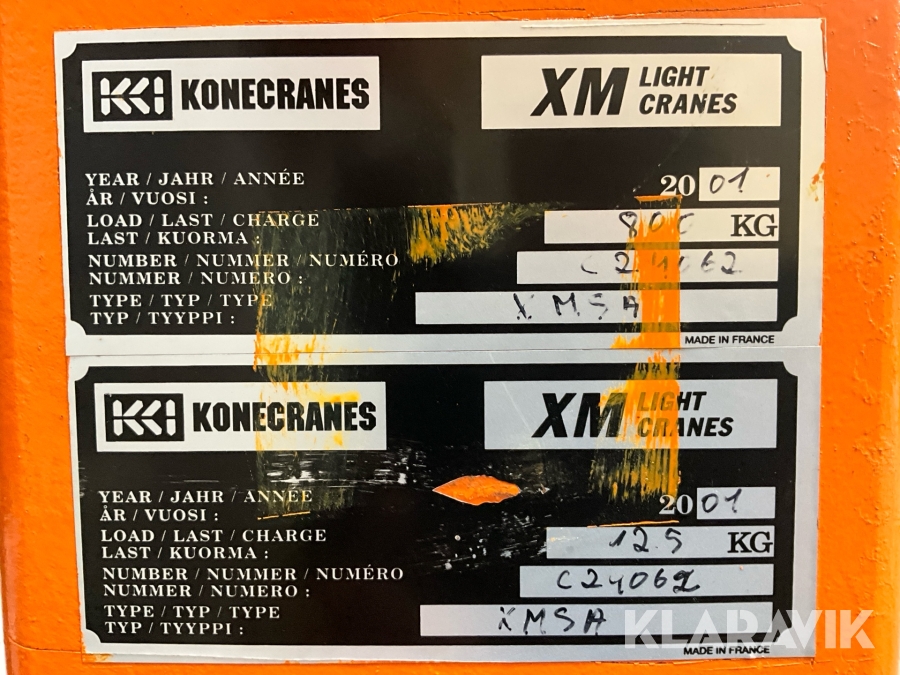 KONECRANES
XM LIGHT CRANES
YEAR / JAHR / ANNÉE
ÅR / VUOSI : 2001
LOAD / LAST / CHARGE
LAST / KUORMA : 800 KG
NUMBER / NUMMER / NUMÉRO
NUMMER / NUMERO : C24062
TYPE / TYP / TYPE
TYP / TYYPPI : XMSA
MADE IN FRANCE
KONECRANES
XM LIGHT CRANES
YEAR / JAHR / ANNÉE
ÅR / VUOSI : 2001
LOAD / LAST / CHARGE
LAST / KUORMA : 125 KG
NUMBER / NUMMER / NUMÉRO
NUMMER / NUMERO : C24062
TYPE / TYP / TYPE
TYP / TYYPPI : XMSA
MADE IN FRANCE
KLARAVIK